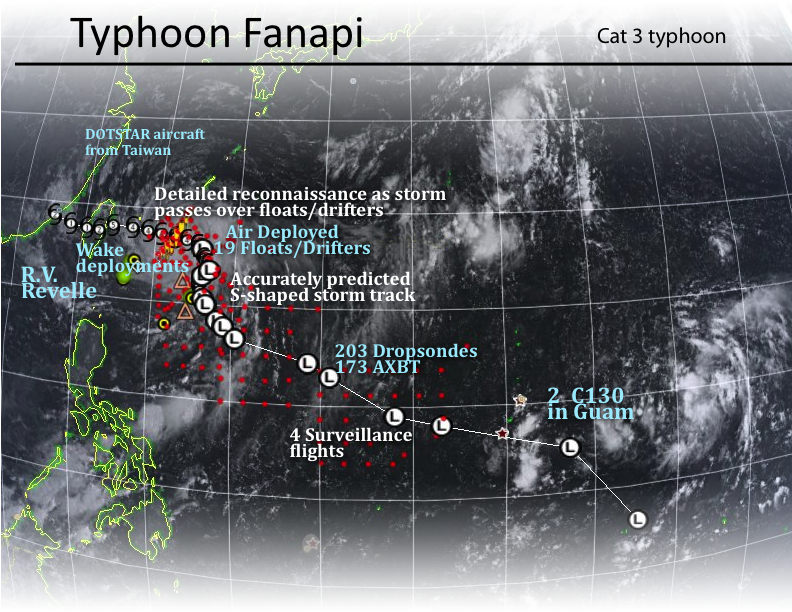 Typhoon Fanapi
Cat 3 typhoon
DOTSTAR aircraft
from Taiwan
Detailed reconnaissance as storm
passes over floats/drifters
Air Deployed
19 Floats/Drifters
Wake
deployments
R.V.
Revelle
Accurately predicted
S-shaped storm track
203 Dropsondes
173 AXBT
2 C130
in Guam
4 Surveillance
flights
L
L
L
L
L
L
L
L
L
L